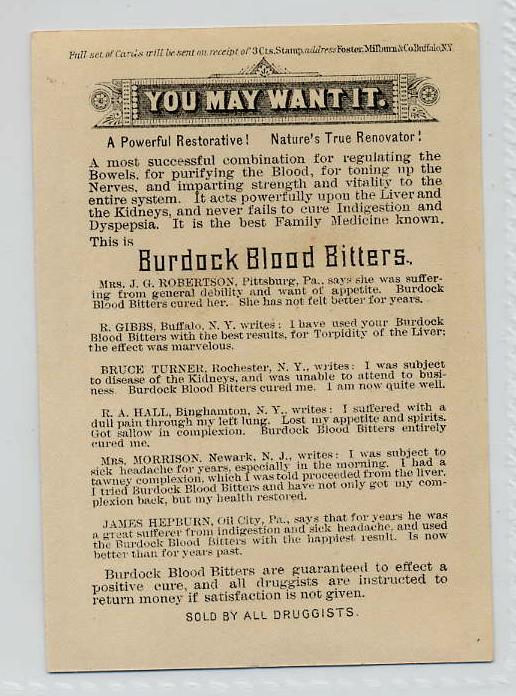 Full set of Cards will be sent on receipt of 3 Cts. Stamp, address Foster, Milburn & Co Buffalo, N.Y
YOU MAY WANT IT.
A Powerful Restorative! Nature's True Renovator!
A most successful combination for regulating the
Bowels, for purifying the Blood, for toning up the
Nerves, and imparting strength and vitality to the
entire system. It acts powerfully upon the Liver and
the Kidneys, and never fails to cure Indigestion and
Dyspepsia. It is the best Family Medicine known.
This is
Burdock Blood Bitters.
MRS. J. G. ROBERTSON, Pittsburg, Pa., says she was suffer-
ing from general debility and want of appetite. Burdock
Blood Bitters cured her. She has not felt better for years.
R. GIBBS, Buffalo, N. Y. writes: I have used your Burdock
Blood Bitters with the best results, for Torpidity of the Liver;
the effect was marvelous.
BRUCE TURNER, Rochester, N. Y., writes: I was subject
to disease of the Kidneys, and was unable to attend to busi-
ness. Burdock Blood Bitters cured me. I am now quite well.
R. A. HALL, Binghamton, N. Y., writes: I suffered with a
dull pain through my left lung. Lost my appetite and spirits.
Got sallow in complexion. Burdock Blood Bitters entirely
cured me.
MRS. MORRISON, Newark, N. J., writes: I was subject to
sick headache for years, especially in the morning. I had a
tawney complexion, which I was told proceeded from the liver.
I tried Burdock Blood Bitters and have not only got my com-
plexion back, but my health restored.
JAMES HEPBURN, Oil City, Pa., says that for years he was
a great sufferer from indigestion and sick headache, and used
the Burdock Blood Bitters with the happiest result. Is now
better than for years past.
Burdock Blood Bitters are guaranteed to effect a
positive cure, and all druggists are instructed to
return money if satisfaction is not given.
SOLD BY ALL DRUGGISTS.